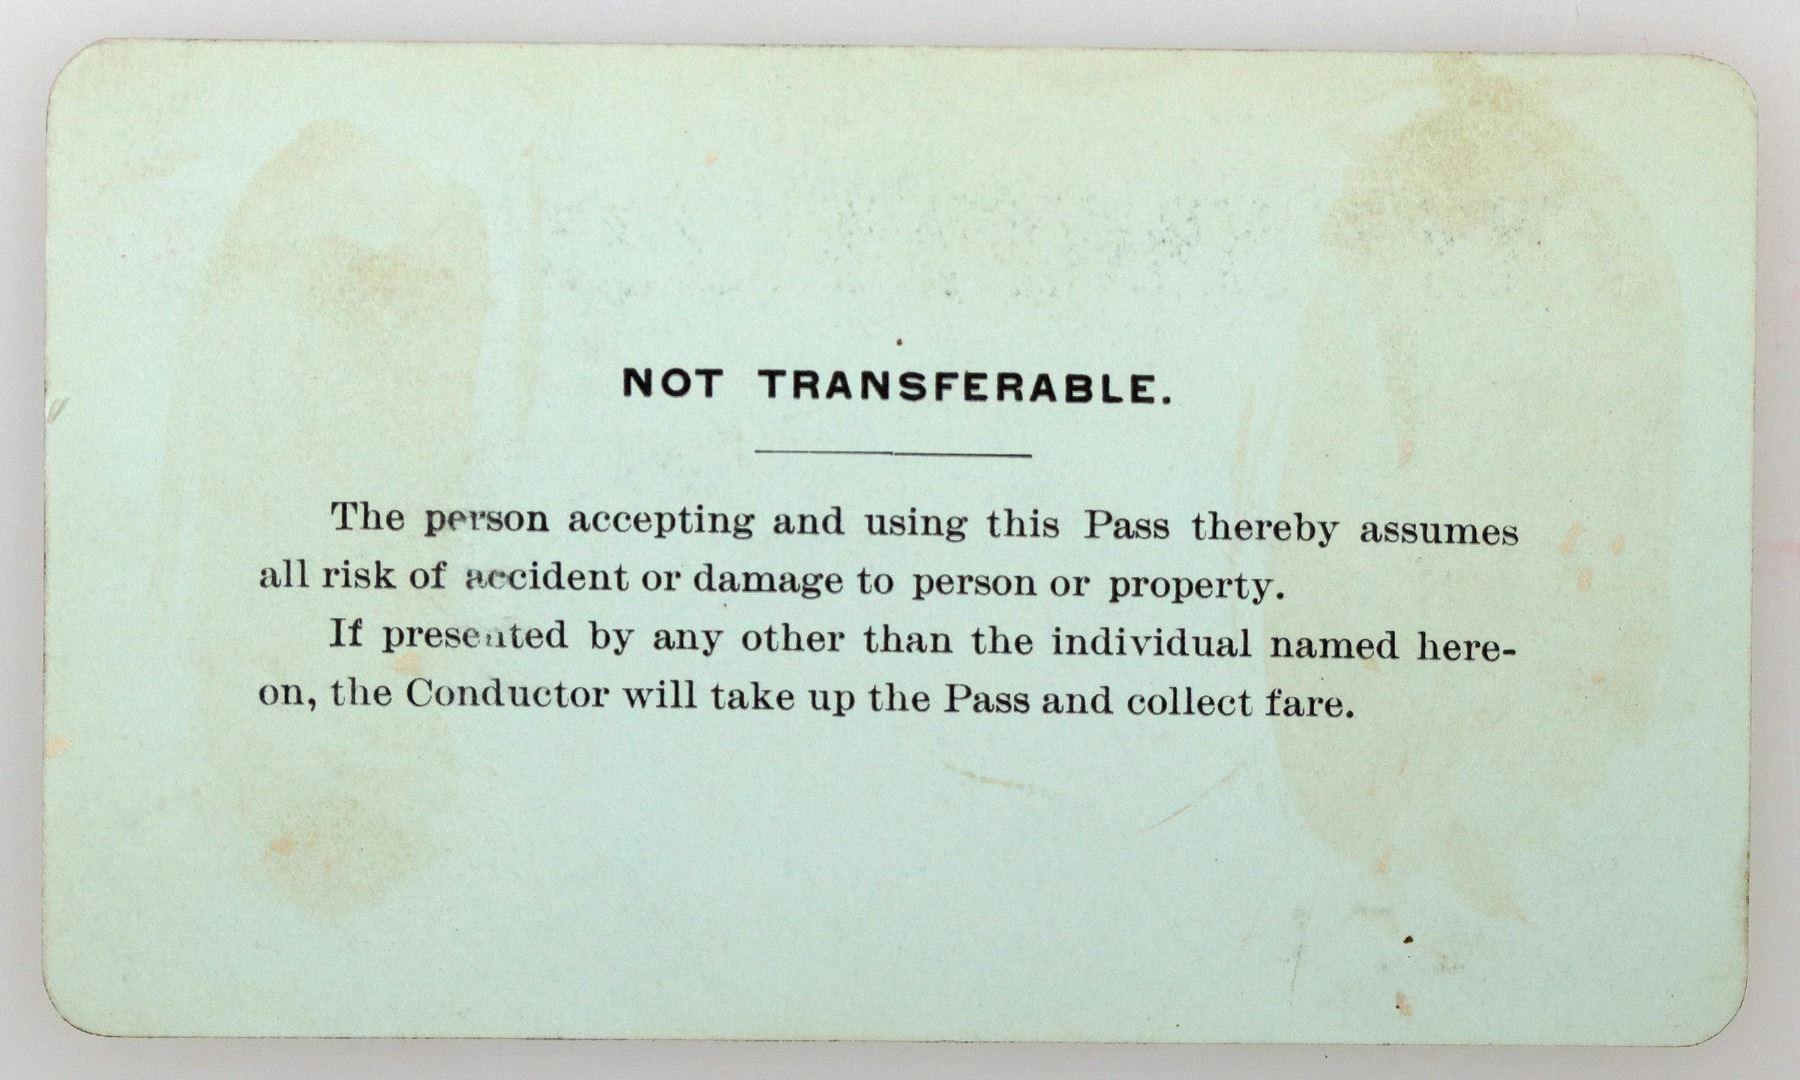 NOT TRANSFERABLE.
The person accepting and using this Pass thereby assumes
all risk of accident or damage to person or property.
If presented by any other than the individual named here-
on, the Conductor will take up the Pass and collect fare.